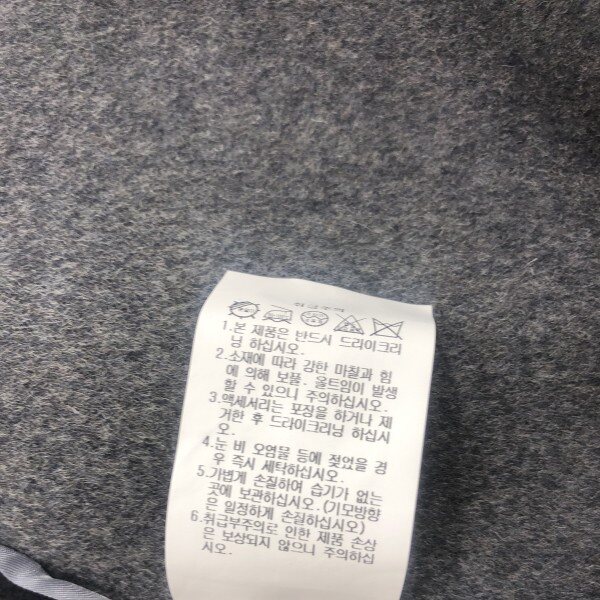 취급주의
1.본 제품은 반드시 드라이크리
닝 하십시오.
2.소재에 따라 강한 마찰과 힘
에 의해 보풀. 올트임이 발생
할 수 있으니 주의하십시오.
3.액세서리는 포징을 하거나 제
거한 후 드라이크리닝 하십시
오.
4.눈 비 오염물 등에 젖었을 경
우 즉시 세탁하십시오.
5.가볍게 손질하여 습기가 없는
곳에 보관하십시오.(기모방향
은 일정하게 손질하십시오)
6.취급부주의로 인한 제품 손상
은 보상되지 않으니 주의하십
시오.